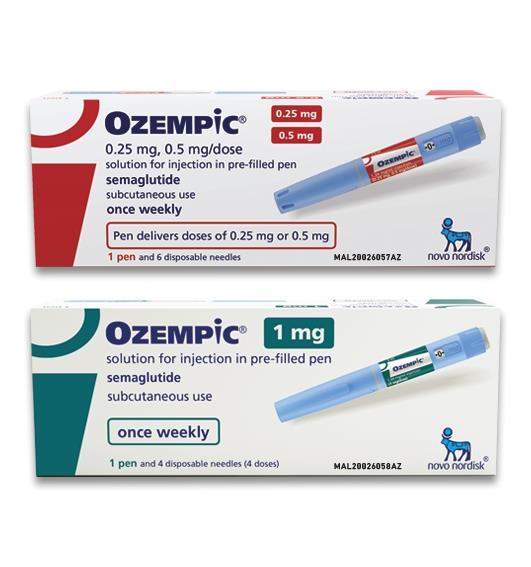 OZEMPIC®
0.25 mg
0.5 mg
0.25 mg, 0.5 mg/dose
solution for injection in pre-filled pen
semaglutide
subcutaneous use
once weekly
Pen delivers doses of 0.25 mg or 0.5 mg
1 pen and 6 disposable needles
MAL20026057AZ
OZEMPIC
novo nordisk®
OZEMPIC® 1 mg
solution for injection in pre-filled pen
semaglutide
subcutaneous use
once weekly
1 pen and 4 disposable needles (4 doses)
MAL20026058AZ
OZEMPIC
novo nordisk®